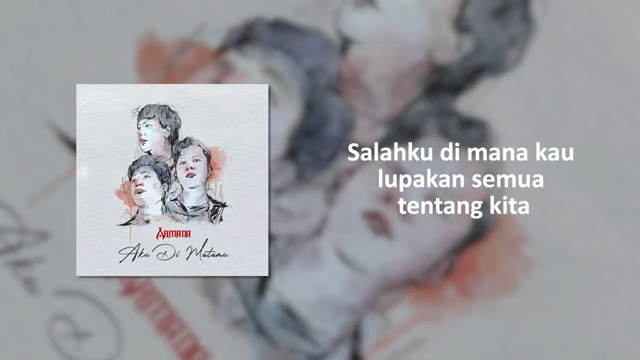 ARMADA
Aku Di Matamu
Salahku di mana kau
lupakan semua
tentang kita